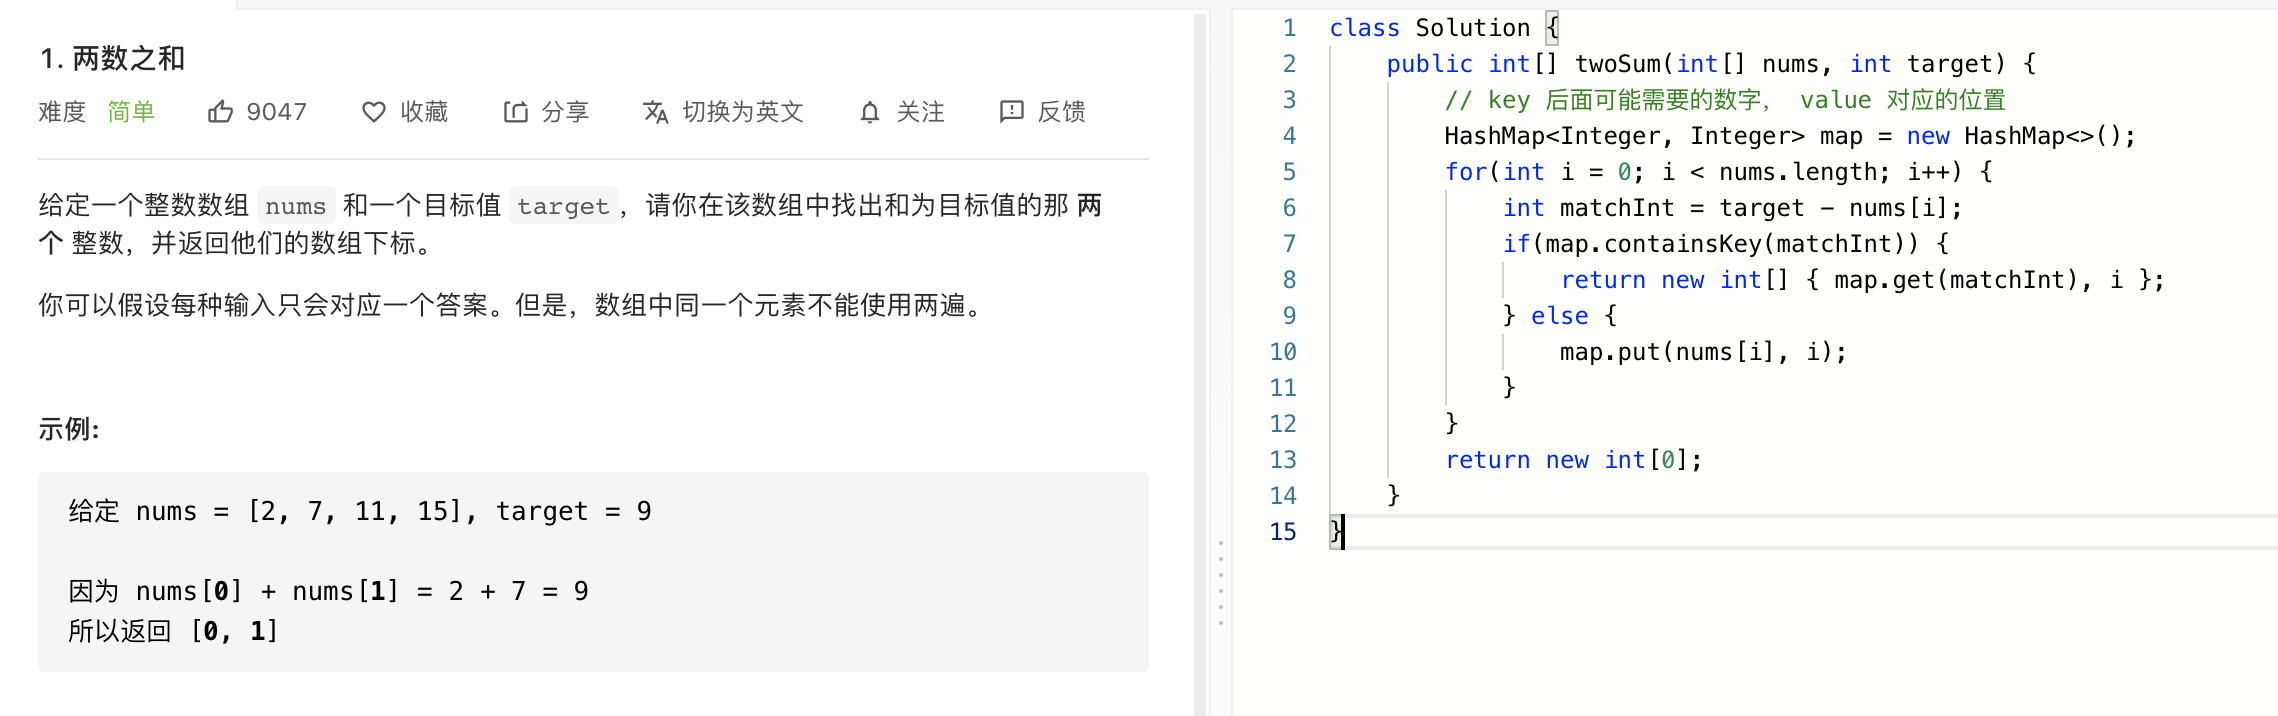 1. 两数之和
难度 简单 9047 收藏 分享 切换为英文 关注 反馈
给定一个整数数组 nums 和一个目标值 target，请你在该数组中找出和为目标值的那 两
个 整数，并返回他们的数组下标。
你可以假设每种输入只会对应一个答案。但是，数组中同一个元素不能使用两遍。
示例:
给定 nums = [2, 7, 11, 15], target = 9
因为 nums[0] + nums[1] = 2 + 7 = 9
所以返回 [0, 1]
1 class Solution {
2     public int[] twoSum(int[] nums, int target) {
3         // key 后面可能需要的数字， value 对应的位置
4         HashMap<Integer, Integer> map = new HashMap<>();
5         for(int i = 0; i < nums.length; i++) {
6             int matchInt = target - nums[i];
7             if(map.containsKey(matchInt)) {
8                 return new int[] { map.get(matchInt), i };
9             } else {
10                 map.put(nums[i], i);
11             }
12         }
13         return new int[0];
14     }
15 }